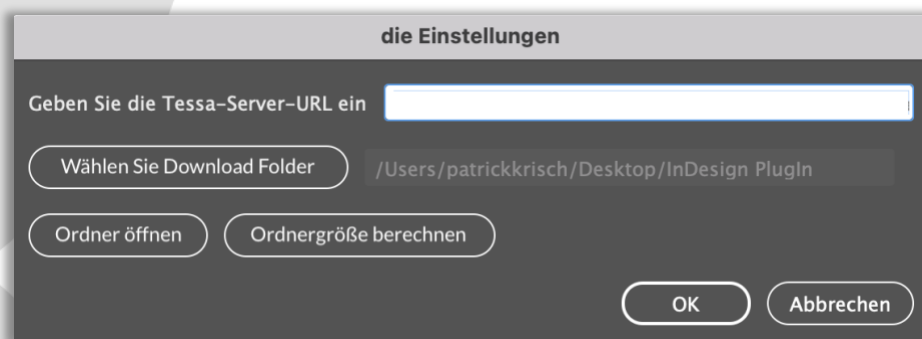 die Einstellungen
Geben Sie die Tessa-Server-URL ein
Wählen Sie Download Folder /Users/patrickkrisch/Desktop/InDesign PlugIn
Ordner öffnen Ordnergröße berechnen
OK Abbrechen